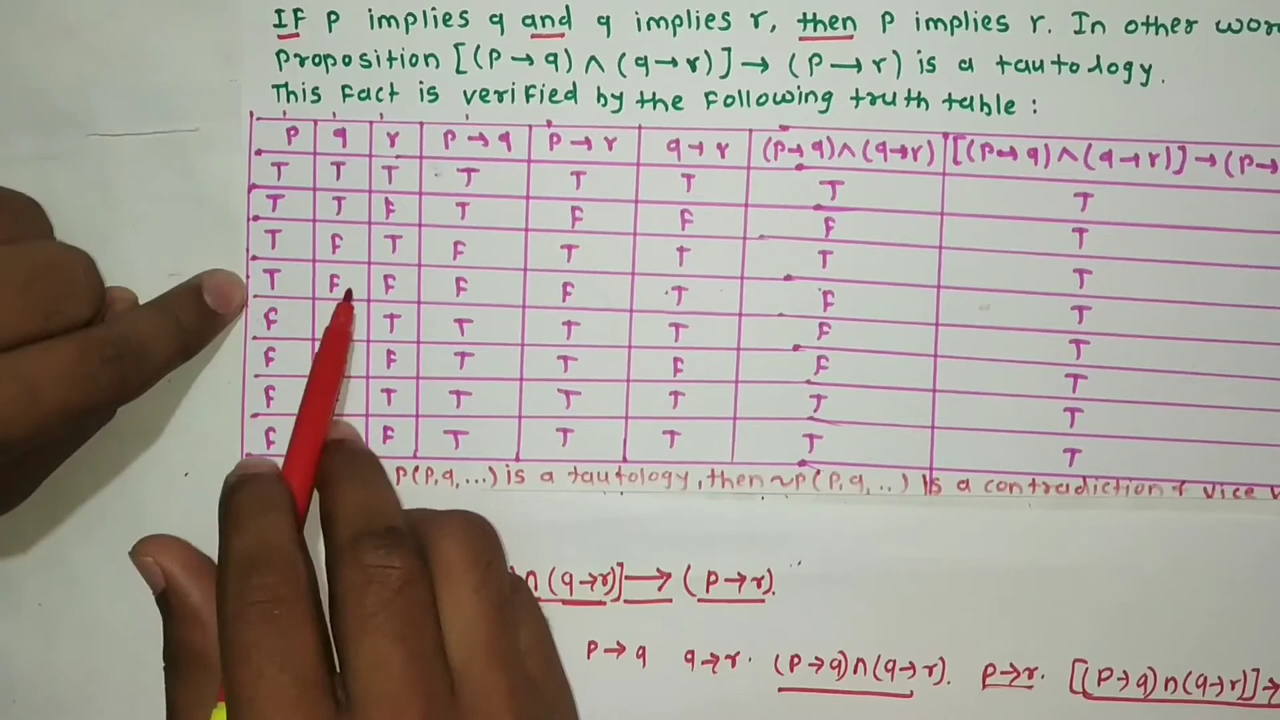 IF p implies q and q implies r, then p implies r. In other
proposition [(p→q) ∧ (q→r)] → (p→r) is a tautology.
This Fact is verified by the following truth table:
p q r p→q p→r q→r (p→q)∧(q→r) [(p→q)∧(q→r)]→(p→
T T T T T T T T
T T F T F F F T
T F T F T T T T
T F F F F T F T
F T T T T F T
F F T T F F T
F T T T T T T
F F T T T T T
P(p,q,...) is a tautology, then ~P(p,q,..) is a contradiction & vice
∩(q→r)] → (p→r).
p→q q→r. (p→q)∩(q→r). p→r. [(p→q)∩(q→r)]→